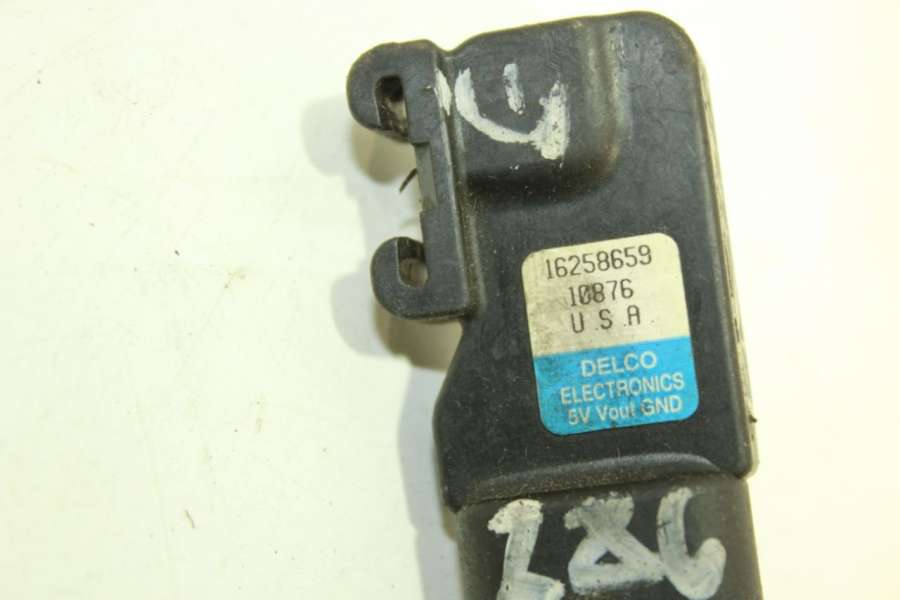 16258659
10876
U.S.A.
DELCO
ELECTRONICS
5V Vout GND